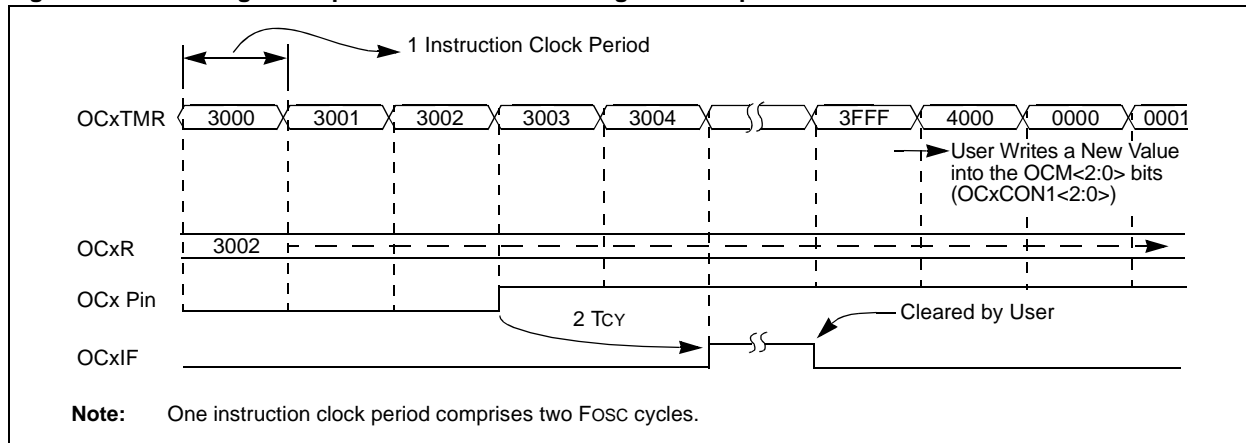 1 Instruction Clock Period
OCxTMR 3000 3001 3002 3003 3004 3FFF 4000 0000 0001
User Writes a New Value
into the OCM<2:0> bits
(OCxCON1<2:0>)
OCxR 3002
OCx Pin
2 TCY
Cleared by User
OCxIF
Note: One instruction clock period comprises two FOSC cycles.